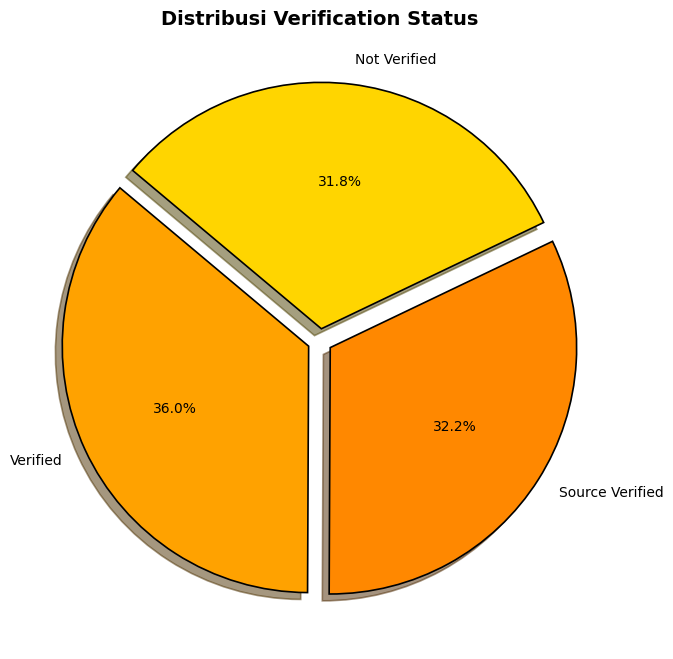 Distribusi Verification Status
Not Verified
31.8%
36.0%
32.2%
Verified
Source Verified